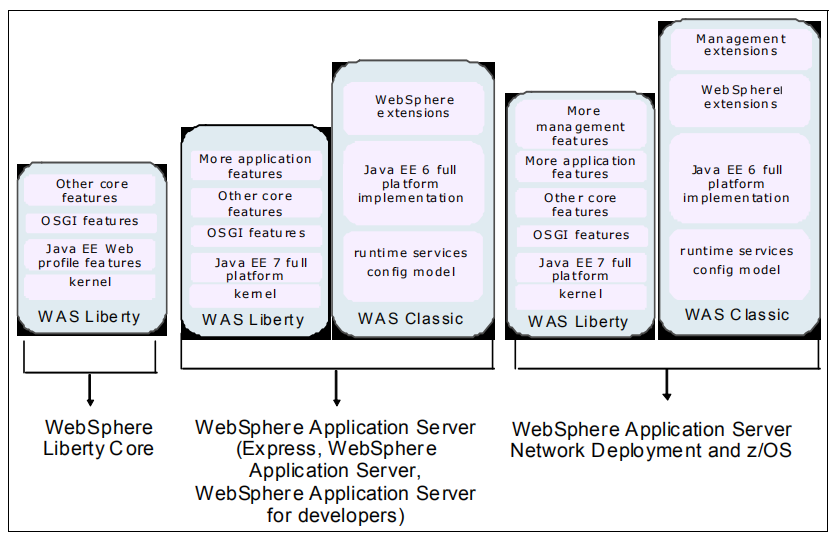 Other core
features
OSGI features
Java EE Web
profile features
kernel
WAS Liberty
WebSphere
Liberty Core
More application
features
Other core
features
OSGI features
Java EE 7 full
platform
kernel
WAS Liberty
WebSphere
extensions
Java EE 6 full
platform
implementation
runtime services
config model
WAS Classic
WebSphere Application Server
(Express, WebSphere
Application Server,
WebSphere Application Server
for developers)
More
management
features
More application
features
Other core
features
OSGI features
Java EE 7 full
platform
kernel
WAS Liberty
Management
extensions
WebSpherel
extensions
Java EE 6 full
platform
implementation
runtime services
config model
WAS Classic
WebSphere Application Server
Network Deployment and z/OS